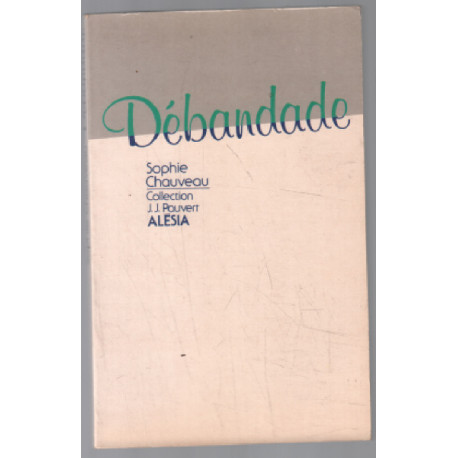 Débandade
Sophie
Chauveau
Collection
J.J. Pauvert
ALÉSIA